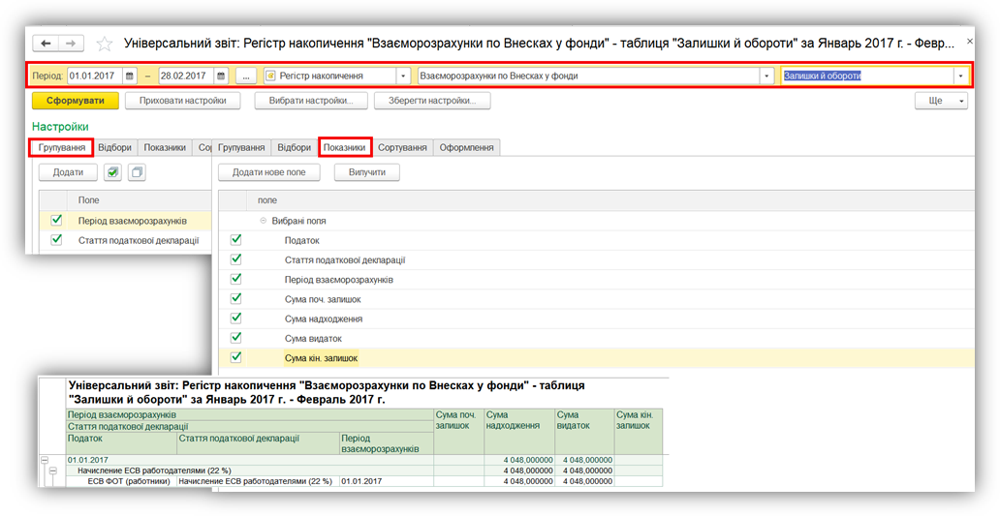 Універсальний звіт: Регістр накопичення "Взаєморозрахунки по Внесках у фонди" - таблиця "Залишки й обороти" за Январь 2017 г. - Февр...
Період: 01.01.2017 – 28.02.2017 ... Регістр накопичення Взаєморозрахунки по Внесках у фонди Залишки й обороти
Сформувати Приховати настройки Вибрати настройки... Зберегти настройки... Ще
Настройки
Групування Відбори Показники Сор Групування Відбори Показники Сортування Оформлення
Додати Додати нове поле Вилучити
Поле поле
Період взаєморозрахунків Вибрані поля
Стаття податкової декларації Податок
Стаття податкової декларації
Період взаєморозрахунків
Сума поч. залишок
Сума надходження
Сума видаток
Сума кін. залишок
Універсальний звіт: Регістр накопичення "Взаєморозрахунки по Внесках у фонди" - таблиця
"Залишки й обороти" за Январь 2017 г. - Февраль 2017 г.
Період взаєморозрахунків Сума поч. залишок Сума надходження Сума видаток Сума кін. залишок
Стаття податкової декларації
Податок Стаття податкової декларації Період взаєморозрахунків
01.01.2017 4 048,000000 4 048,000000
Начисление ЕСВ работодателями (22 %) 4 048,000000 4 048,000000
ЕСВ ФОТ (работники) Начисление ЕСВ работодателями (22 %) 01.01.2017 4 048,000000 4 048,000000